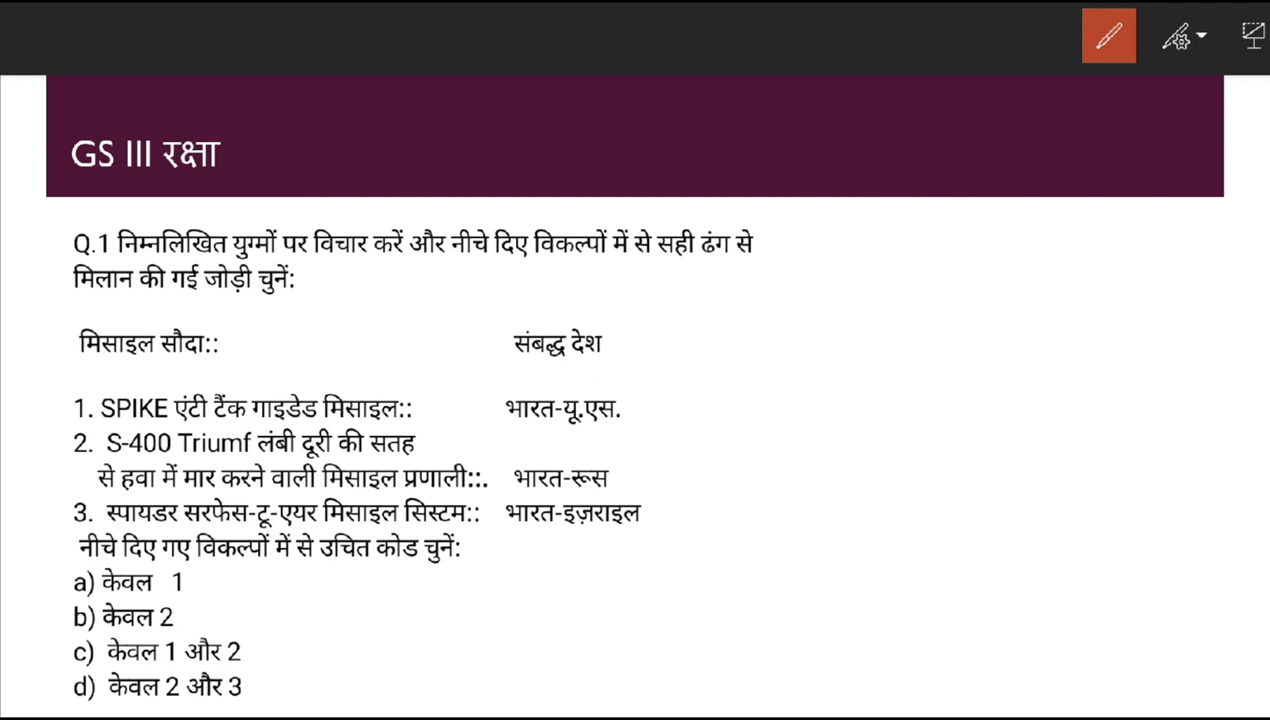 GS III रक्षा
Q.1 निम्नलिखित युग्मों पर विचार करें और नीचे दिए विकल्पों में से सही ढंग से
मिलान की गई जोड़ी चुनें:
मिसाइल सौदा:: संबद्ध देश
1. SPIKE एंटी टैंक गाइडेड मिसाइल:: भारत-यू.एस.
2. S-400 Triumf लंबी दूरी की सतह
से हवा में मार करने वाली मिसाइल प्रणाली::. भारत-रूस
3. स्पायडर सरफेस-टू-एयर मिसाइल सिस्टम:: भारत-इज़राइल
नीचे दिए गए विकल्पों में से उचित कोड चुनें:
a) केवल 1
b) केवल 2
c) केवल 1 और 2
d) केवल 2 और 3